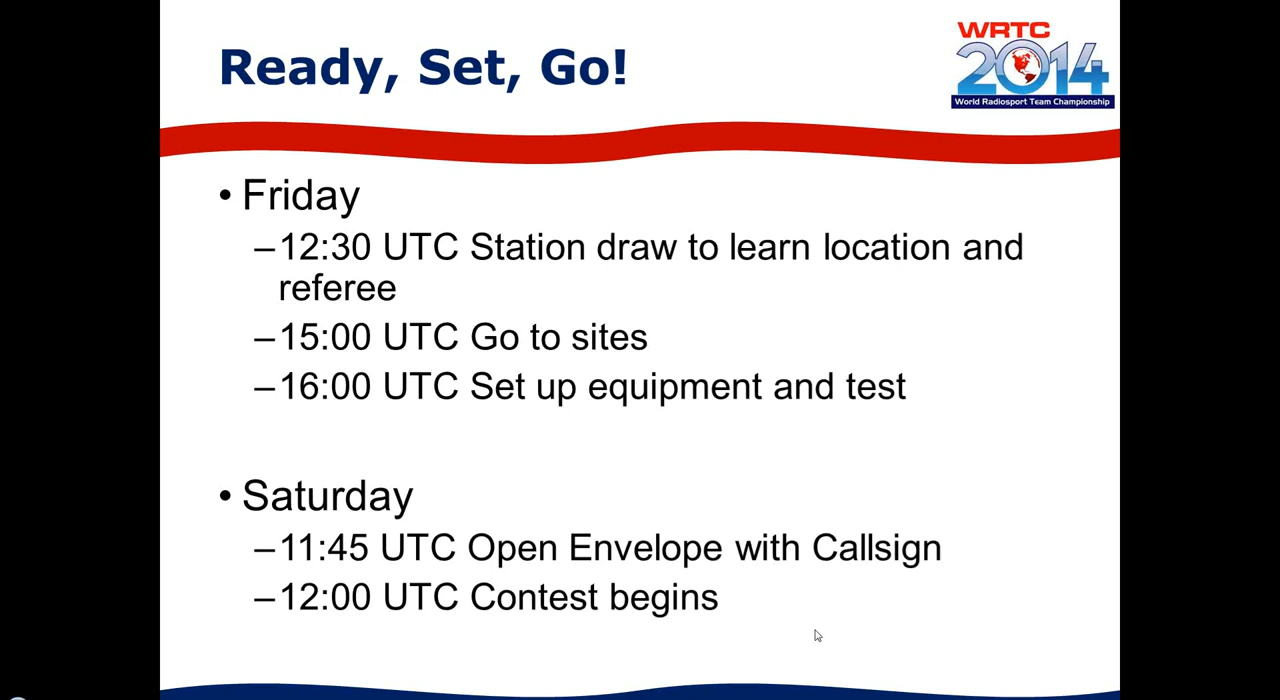 Ready, Set, Go!
WRTC
2014
World Radiosport Team Championship
• Friday
–12:30 UTC Station draw to learn location and
referee
–15:00 UTC Go to sites
–16:00 UTC Set up equipment and test
• Saturday
–11:45 UTC Open Envelope with Callsign
–12:00 UTC Contest begins